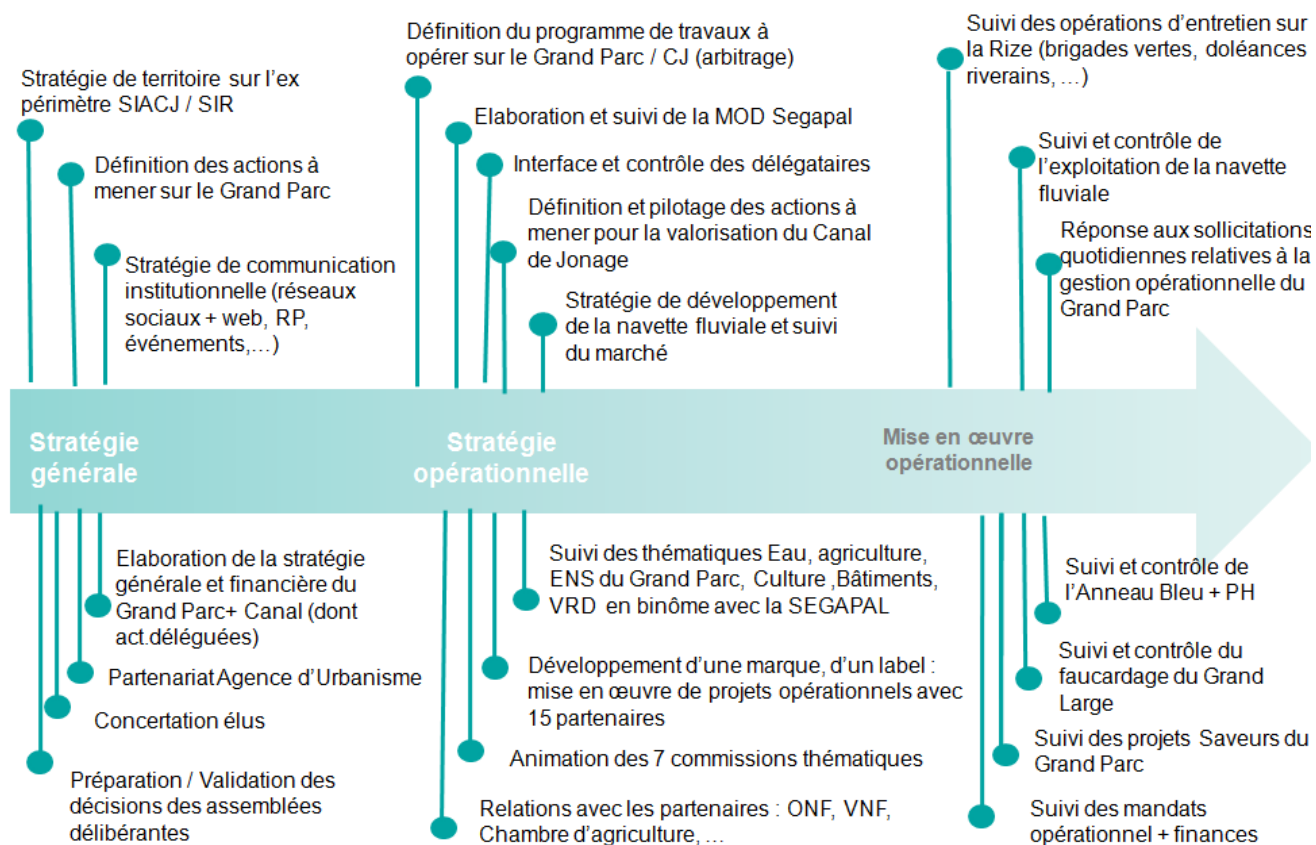 Stratégie de territoire sur l'ex
périmètre SIACJ / SIR
Définition des actions à
mener sur le Grand Parc
Stratégie de communication
institutionnelle (réseaux
sociaux + web, RP,
événements,…)
Définition du programme de travaux à
opérer sur le Grand Parc / CJ (arbitrage)
Elaboration et suivi de la MOD Segapal
Interface et contrôle des délégataires
Définition et pilotage des actions à
mener pour la valorisation du Canal
de Jonage
Stratégie de développement
de la navette fluviale et suivi
du marché
Suivi des opérations d'entretien sur
la Rize (brigades vertes, doléances
riverains, …)
Suivi et contrôle de
l'exploitation de la navette
fluviale
Réponse aux sollicitations
quotidiennes relatives à la
gestion opérationnelle du
Grand Parc
Stratégie
générale
Stratégie
opérationnelle
Mise en œuvre
opérationnelle
Elaboration de la stratégie
générale et financière du
Grand Parc+ Canal (dont
act.déléguées)
Partenariat Agence d'Urbanisme
Concertation élus
Préparation / Validation des
décisions des assemblées
délibérantes
Suivi des thématiques Eau, agriculture,
ENS du Grand Parc, Culture ,Bâtiments,
VRD en binôme avec la SEGAPAL
Développement d'une marque, d'un label :
mise en œuvre de projets opérationnels avec
15 partenaires
Animation des 7 commissions thématiques
Relations avec les partenaires : ONF, VNF,
Chambre d'agriculture, …
Suivi et contrôle de
l'Anneau Bleu + PH
Suivi et contrôle du
faucardage du Grand
Large
Suivi des projets Saveurs du
Grand Parc
Suivi des mandats
opérationnel + finances